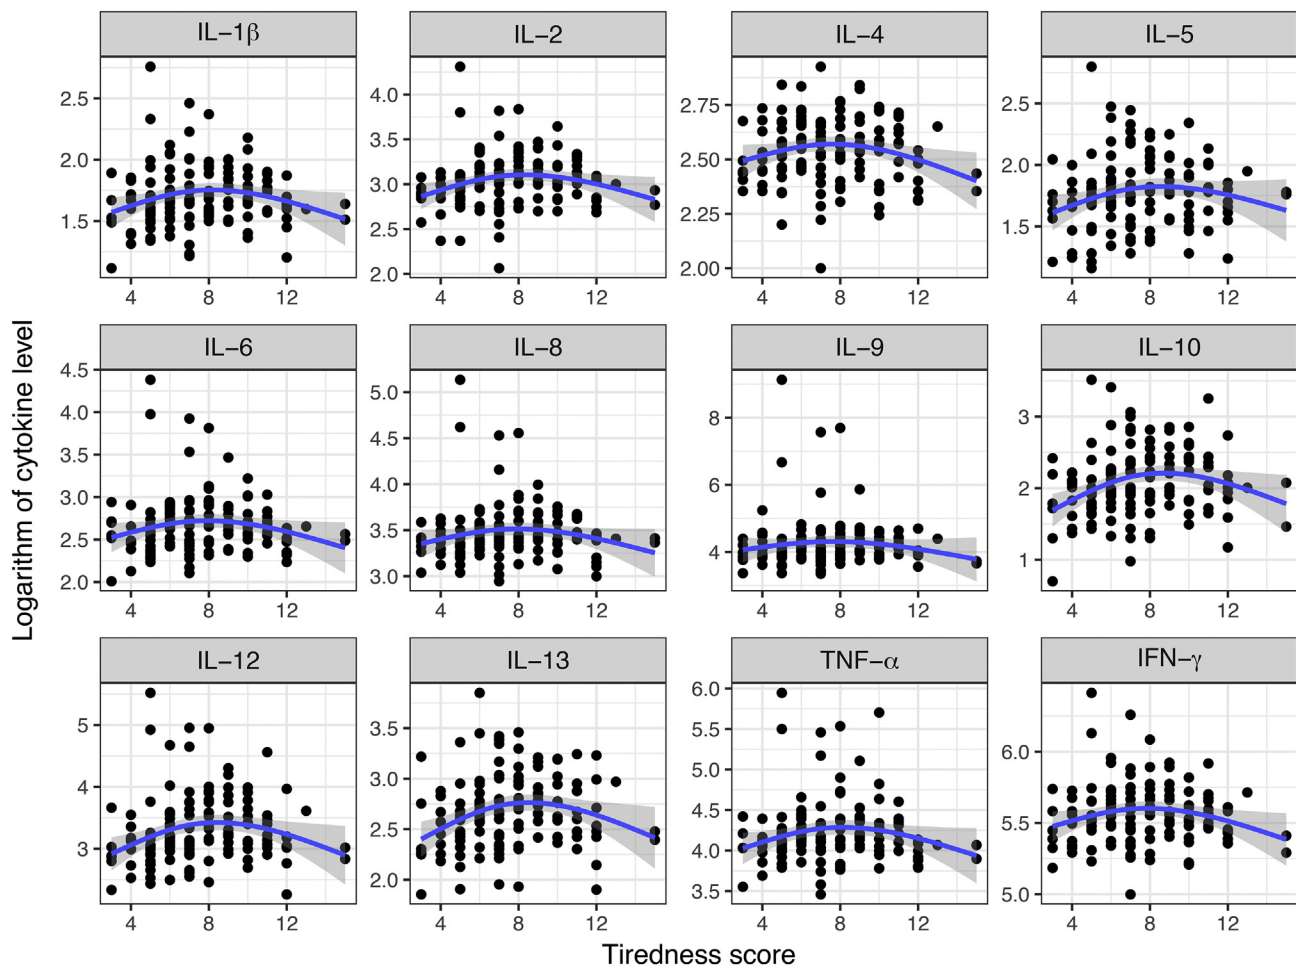 IL−1β IL−2 IL−4 IL−5
2.5
2.0
1.5
4 8 12
4.0
3.5
3.0
2.5
2.0
4 8 12
2.75
2.50
2.25
2.00
4 8 12
2.5
2.0
1.5
4 8 12
Logarithm of cytokine level
IL−6 IL−8 IL−9 IL−10
4.5
4.0
3.5
3.0
2.5
2.0
4 8 12
5.0
4.5
4.0
3.5
3.0
4 8 12
8
6
4
4 8 12
3
2
1
4 8 12
IL−12 IL−13 TNF−α IFN−γ
5
4
3
4 8 12
3.5
3.0
2.5
2.0
4 8 12
6.0
5.5
5.0
4.5
4.0
3.5
4 8 12
6.0
5.5
5.0
4 8 12
Tiredness score